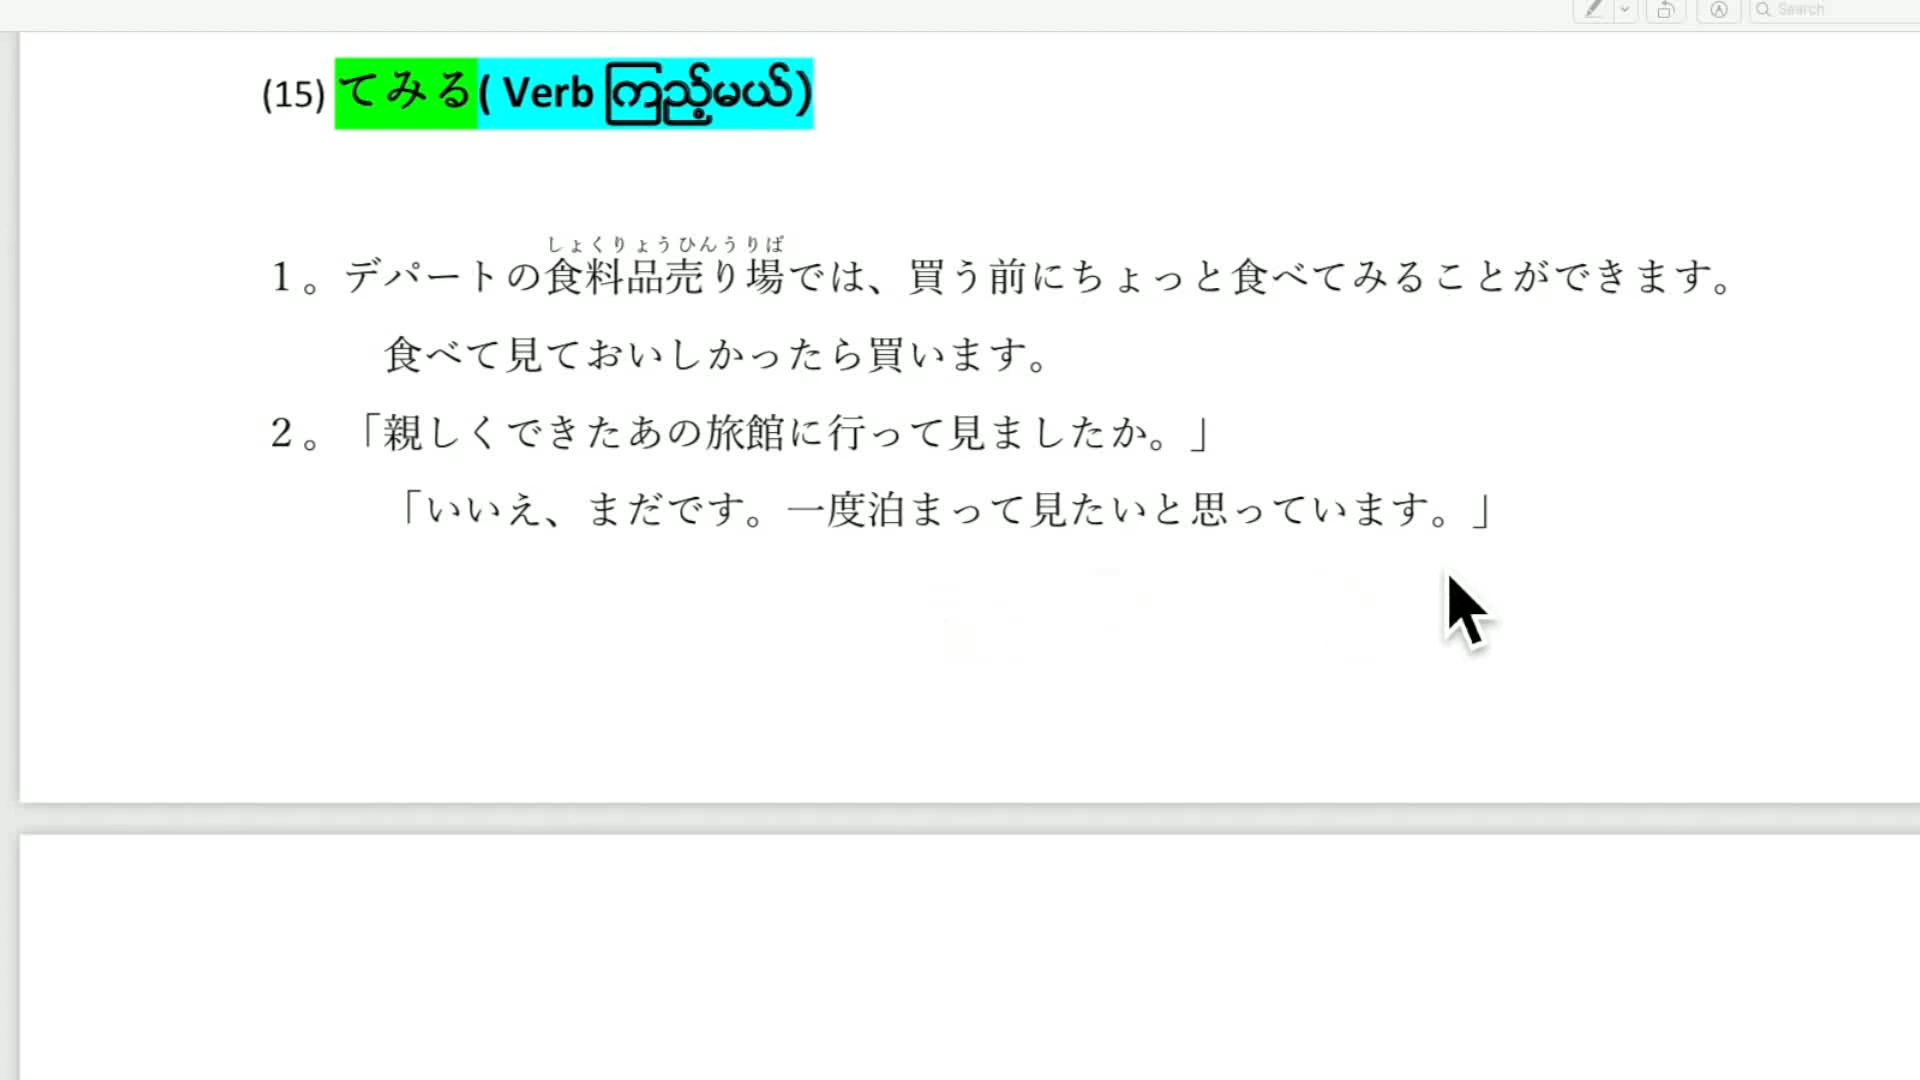 Search
(15) てみる( Verb ကြည့်မယ်)
しょくりょうひんうりば
１。デパートの食料品売り場では、買う前にちょっと食べてみることができます。
食べて見ておいしかったら買います。
２。「親しくできたあの旅館に行って見ましたか。」
「いいえ、まだです。一度泊まって見たいと思っています。」